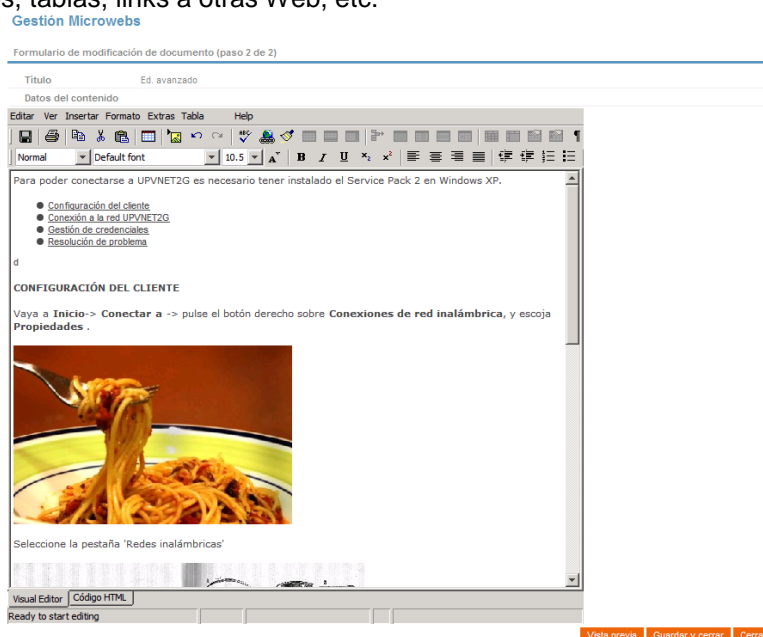 s, tablas, links a otras Web, etc.
Gestión Microwebs
Formulario de modificación de documento (paso 2 de 2)
Título Ed. avanzado
Datos del contenido
Editar Ver Insertar Formato Extras Tabla Help
Normal Default font 10.5 A B I U x₂ x²
Para poder conectarse a UPVNET2G es necesario tener instalado el Service Pack 2 en Windows XP.
Configuración del cliente
Conexión a la red UPVNET2G
Gestión de credenciales
Resolución de problema
d
CONFIGURACIÓN DEL CLIENTE
Vaya a Inicio-> Conectar a -> pulse el botón derecho sobre Conexiones de red inalámbrica, y escoja
Propiedades .
Seleccione la pestaña 'Redes inalámbricas'
Visual Editor Código HTML
Ready to start editing
Vista previa Guardar y cerrar Cerra